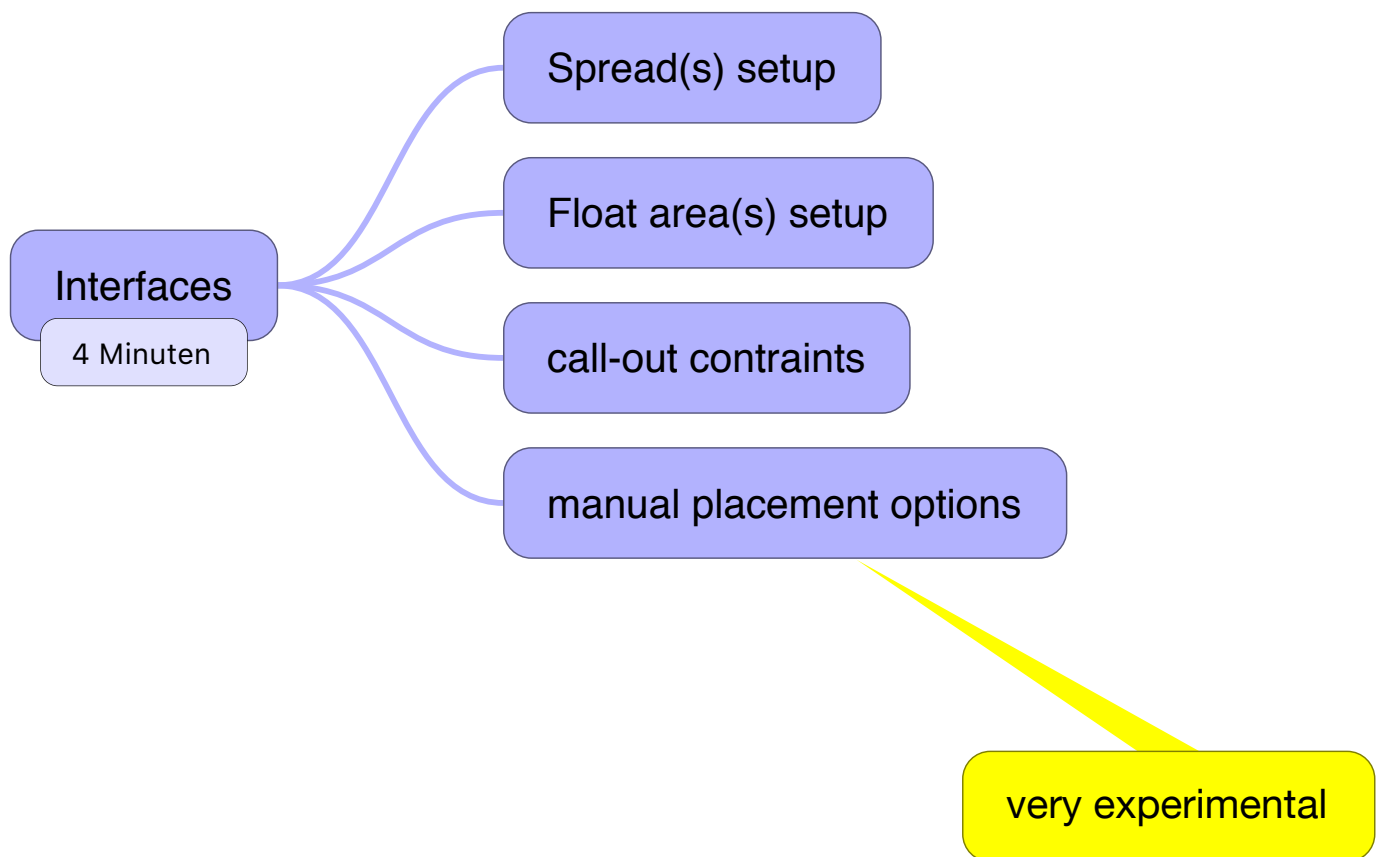 Spread(s) setup
Float area(s) setup
Interfaces
4 Minuten
call-out contraints
manual placement options
very experimental